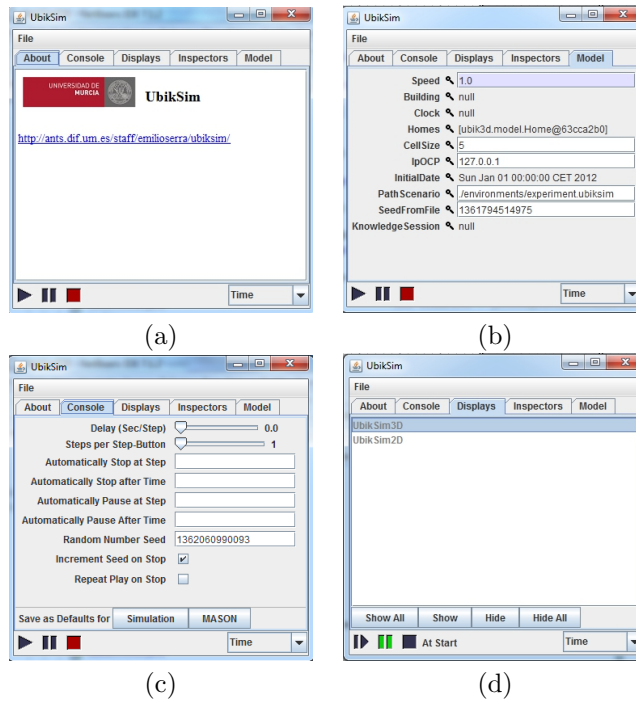 UbikSim
File
About Console Displays Inspectors Model
UNIVERSIDAD DE
MURCIA
UbikSim
http://ants.dif.um.es/staff/emilioserra/ubiksim/
Time
(a)
UbikSim
File
About Console Displays Inspectors Model
Speed 1.0
Building null
Clock null
Homes [ubik3d.model.Home@63cca2b0]
CellSize 5
IpOCP 127.0.0.1
InitialDate Sun Jan 01 00:00:00 CET 2012
PathScenario ./environments/experiment.ubiksim
SeedFromFile 1361794514975
KnowledgeSession null
Time
(b)
UbikSim
File
About Console Displays Inspectors Model
Delay (Sec/Step) 0.0
Steps per Step-Button 1
Automatically Stop at Step
Automatically Stop after Time
Automatically Pause at Step
Automatically Pause After Time
Random Number Seed 1362060990093
Increment Seed on Stop
Repeat Play on Stop
Save as Defaults for Simulation MASON
Time
(c)
UbikSim
File
About Console Displays Inspectors Model
UbikSim3D
UbikSim2D
Show All Show Hide Hide All
At Start Time
(d)